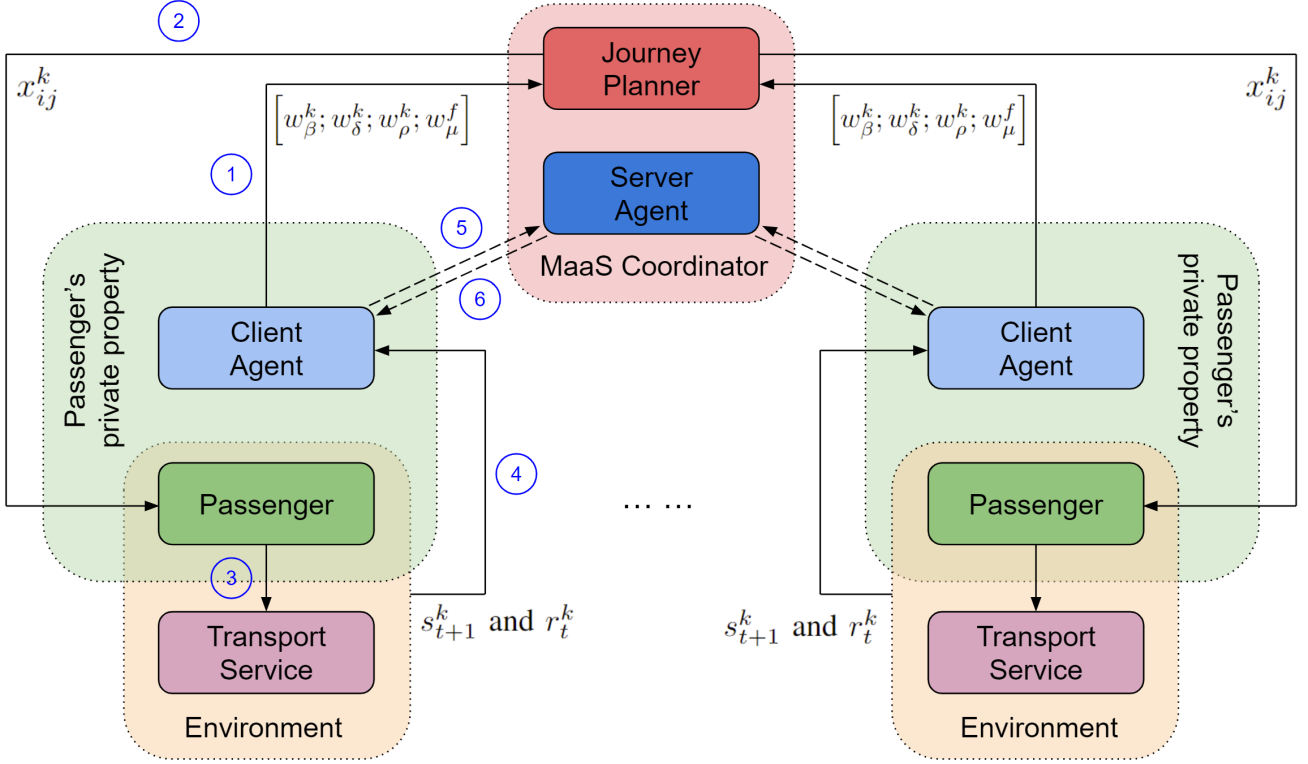 2
Journey
Planner
x_{ij}^k
x_{ij}^k
[w_β^k; w_δ^k; w_ρ^k; w_μ^f]
[w_β^k; w_δ^k; w_ρ^k; w_μ^f]
1
Server
Agent
5
MaaS Coordinator
6
Passenger's
private property
Client
Agent
Client
Agent
Passenger's
private property
4
Passenger
... ...
Passenger
3
s_{t+1}^k and r_t^k
s_{t+1}^k and r_t^k
Transport
Service
Transport
Service
Environment
Environment